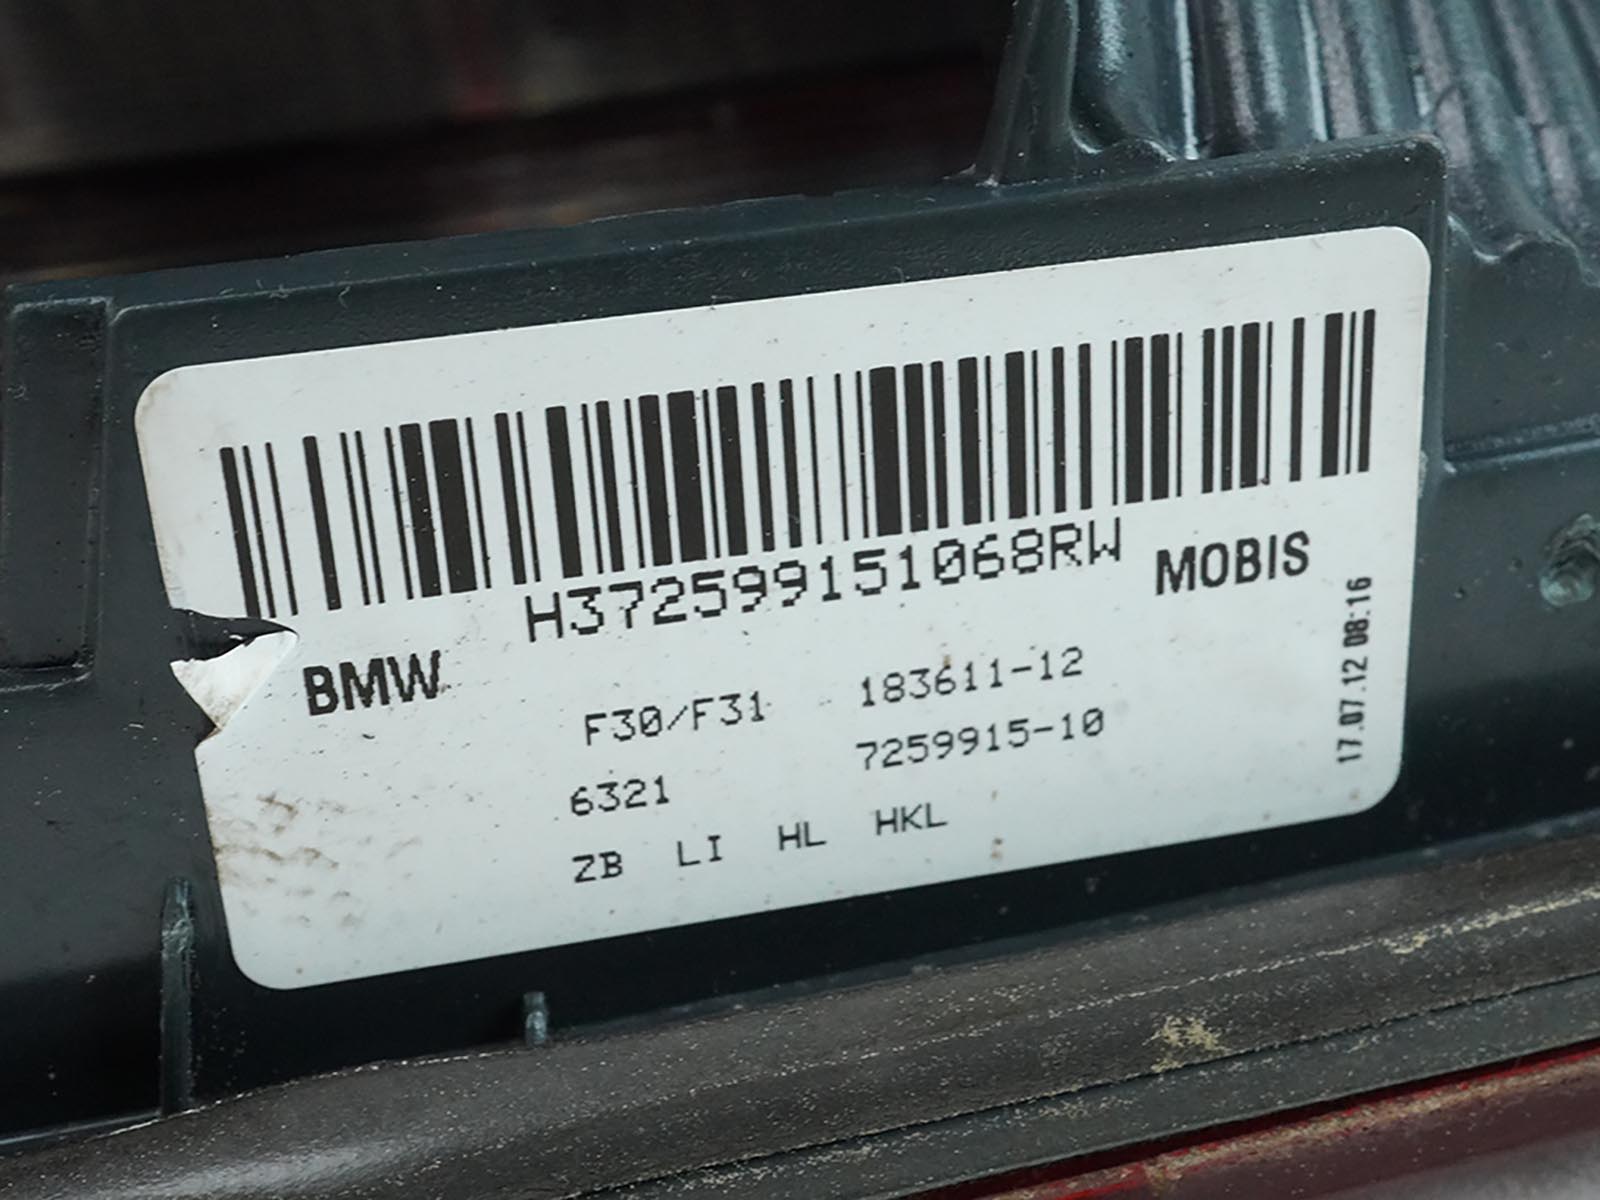 H372599151068RW
BMW
MOBIS
F30/F31 183611-12
6321 7259915-10
ZB LI HL HKL
17.07.12 08:16